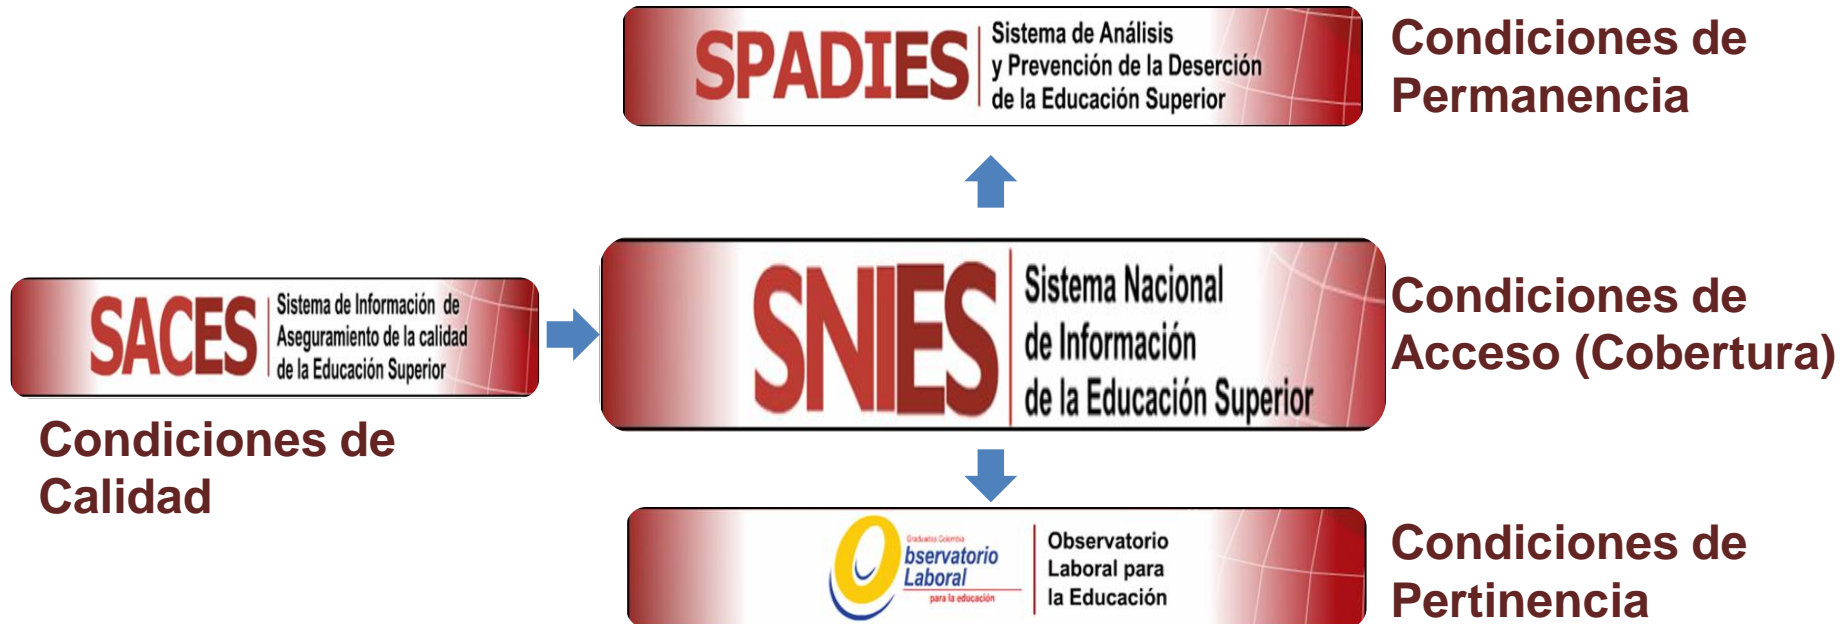 SPADIES
Sistema de Análisis
y Prevención de la Deserción
de la Educación Superior
Condiciones de
Permanencia
SACES
Sistema de Información de
Aseguramiento de la calidad
de la Educación Superior
Condiciones de
Calidad
SNIES
Sistema Nacional
de Información
de la Educación Superior
Condiciones de
Acceso (Cobertura)
Graduados Colombia
Observatorio
Laboral
para la educación
Observatorio
Laboral para
la Educación
Condiciones de
Pertinencia